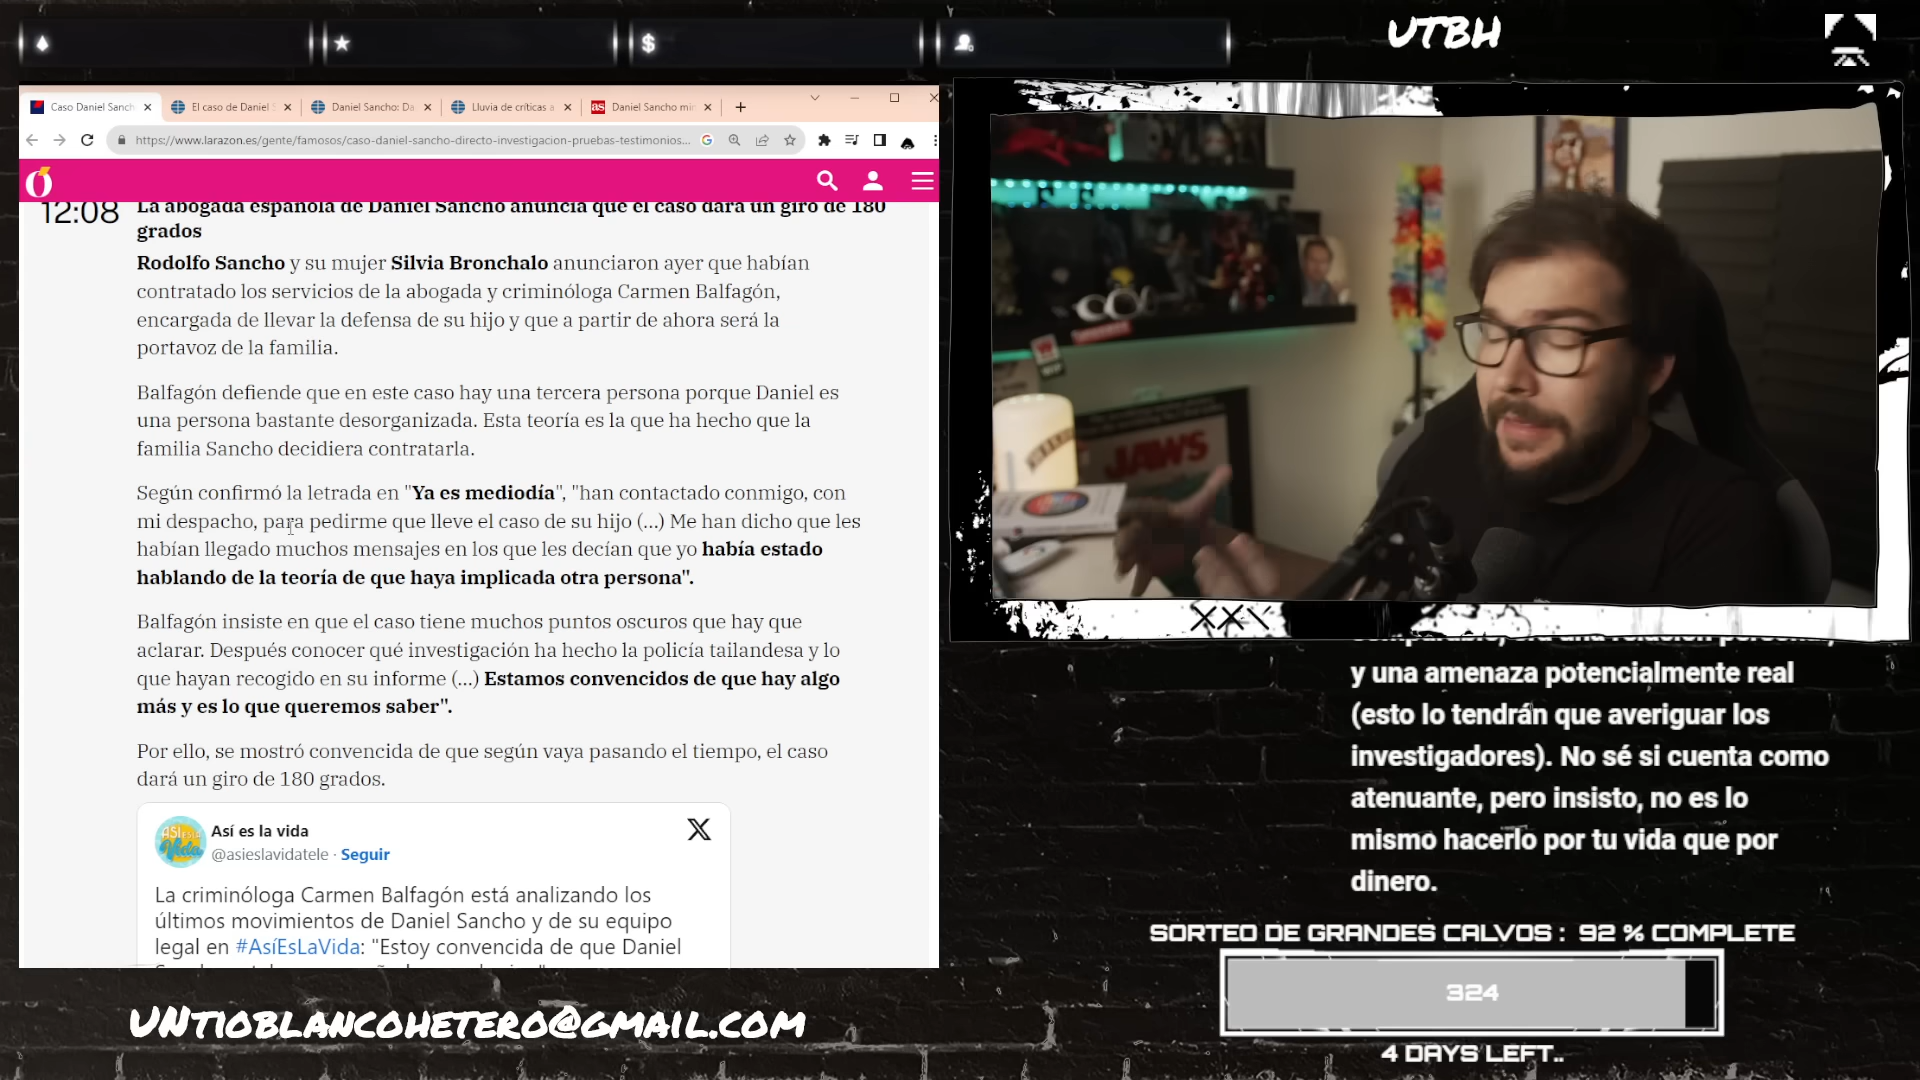 UTBH
Caso Daniel Sanch
El caso de Daniel S
Daniel Sancho: Da
Lluvia de críticas a
as
Daniel Sancho mi
https://www.larazon.es/gente/famosos/caso-daniel-sancho-directo-investigacion-pruebas-testimonios...
12:08
La abogada española de Daniel Sancho anuncia que el caso dará un giro de 180
grados
Rodolfo Sancho y su mujer Silvia Bronchalo anunciaron ayer que habían
contratado los servicios de la abogada y criminóloga Carmen Balfagón,
encargada de llevar la defensa de su hijo y que a partir de ahora será la
portavoz de la familia.
Balfagón defiende que en este caso hay una tercera persona porque Daniel es
una persona bastante desorganizada. Esta teoría es la que ha hecho que la
familia Sancho decidiera contratarla.
Según confirmó la letrada en "Ya es mediodía", "han contactado conmigo, con
mi despacho, para pedirme que lleve el caso de su hijo (...) Me han dicho que les
habían llegado muchos mensajes en los que les decían que yo había estado
hablando de la teoría de que haya implicada otra persona".
Balfagón insiste en que el caso tiene muchos puntos oscuros que hay que
aclarar. Después conocer qué investigación ha hecho la policía tailandesa y lo
que hayan recogido en su informe (...) Estamos convencidos de que hay algo
más y es lo que queremos saber".
Por ello, se mostró convencida de que según vaya pasando el tiempo, el caso
dará un giro de 180 grados.
Así es la vida
@asieslavidatele · Seguir
La criminóloga Carmen Balfagón está analizando los
últimos movimientos de Daniel Sancho y de su equipo
legal en #AsíEsLaVida: "Estoy convencida de que Daniel
JAWS
y una amenaza potencialmente real
(esto lo tendrán que averiguar los
investigadores). No sé si cuenta como
atenuante, pero insisto, no es lo
mismo hacerlo por tu vida que por
dinero.
SORTEO DE GRANDES CALVOS : 92 % COMPLETE
324
4 DAYS LEFT..
UNTIOBLANCOHETERO@GMAIL.COM